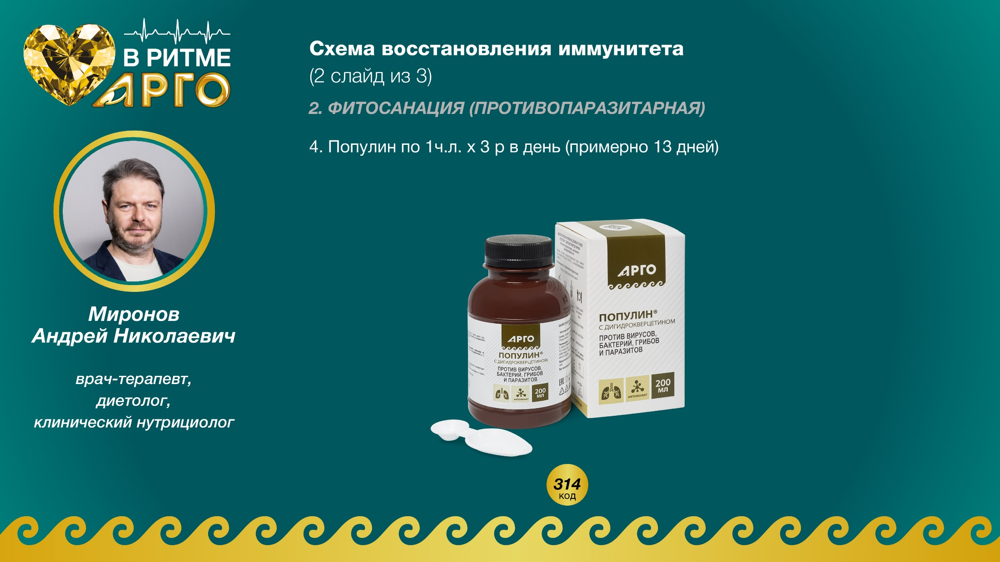 В РИТМЕ
АРГО
Схема восстановления иммунитета
(2 слайд из 3)
2. ФИТОСАНАЦИЯ (ПРОТИВОПАРАЗИТАРНАЯ)
4. Популин по 1ч.л. х 3 р в день (примерно 13 дней)
Миронов
Андрей Николаевич
врач-терапевт,
диетолог,
клинический нутрициолог
АРГО
ПОПУЛИН®
С ДИГИДРОКВЕРЦЕТИНОМ
ПРОТИВ ВИРУСОВ,
БАКТЕРИЙ, ГРИБОВ
И ПАРАЗИТОВ
ANTIOXIDANT
200
МЛ
АРГО
ПОПУЛИН®
С ДИГИДРОКВЕРЦЕТИНОМ
ПРОТИВ ВИРУСОВ,
БАКТЕРИЙ, ГРИБОВ
И ПАРАЗИТОВ
ANTIOXIDANT
200
МЛ
EAC
314
код